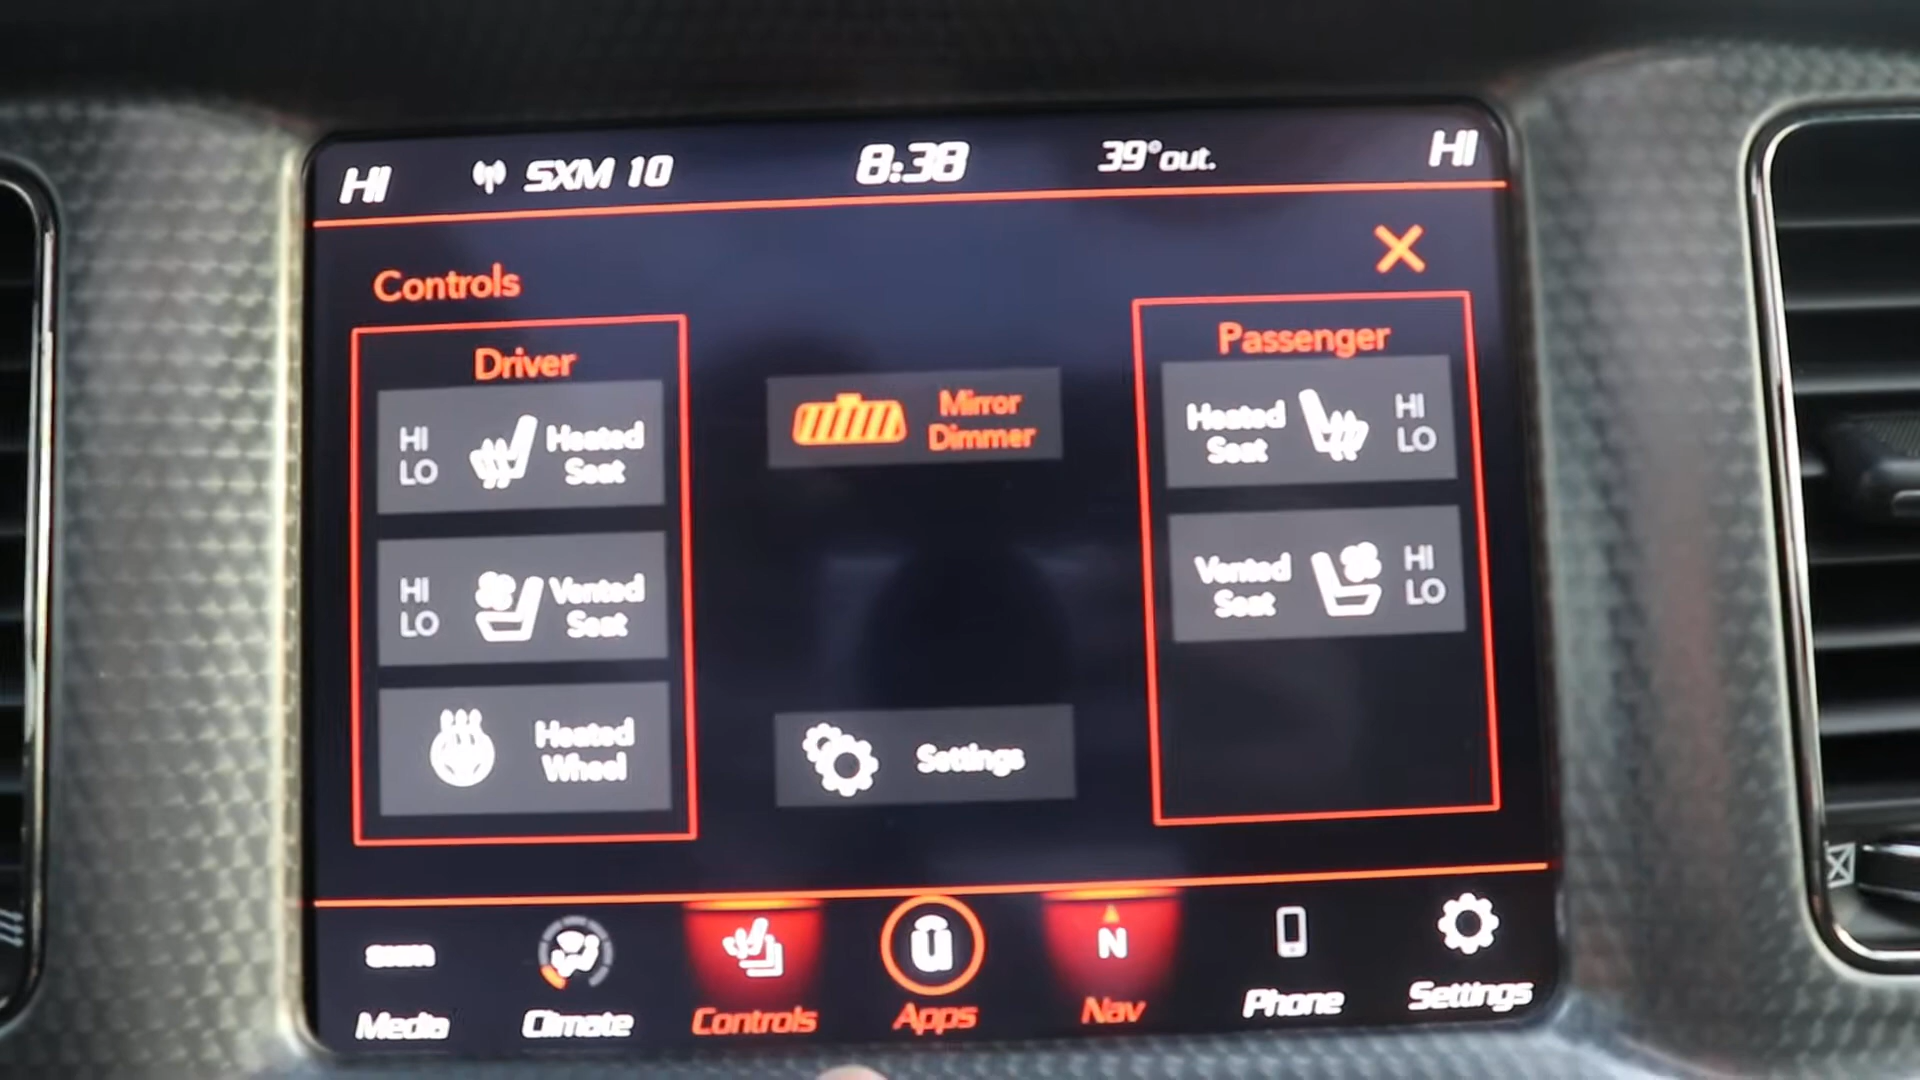 HI SXM 10 8:38 39° out. HI
Controls
Driver
HI
LO
Heated
Seat
HI
LO
Vented
Seat
Heated
Wheel
Mirror
Dimmer
Settings
Passenger
Heated
Seat
HI
LO
Vented
Seat
HI
LO
N
Media Climate Controls Apps Nav Phone Settings